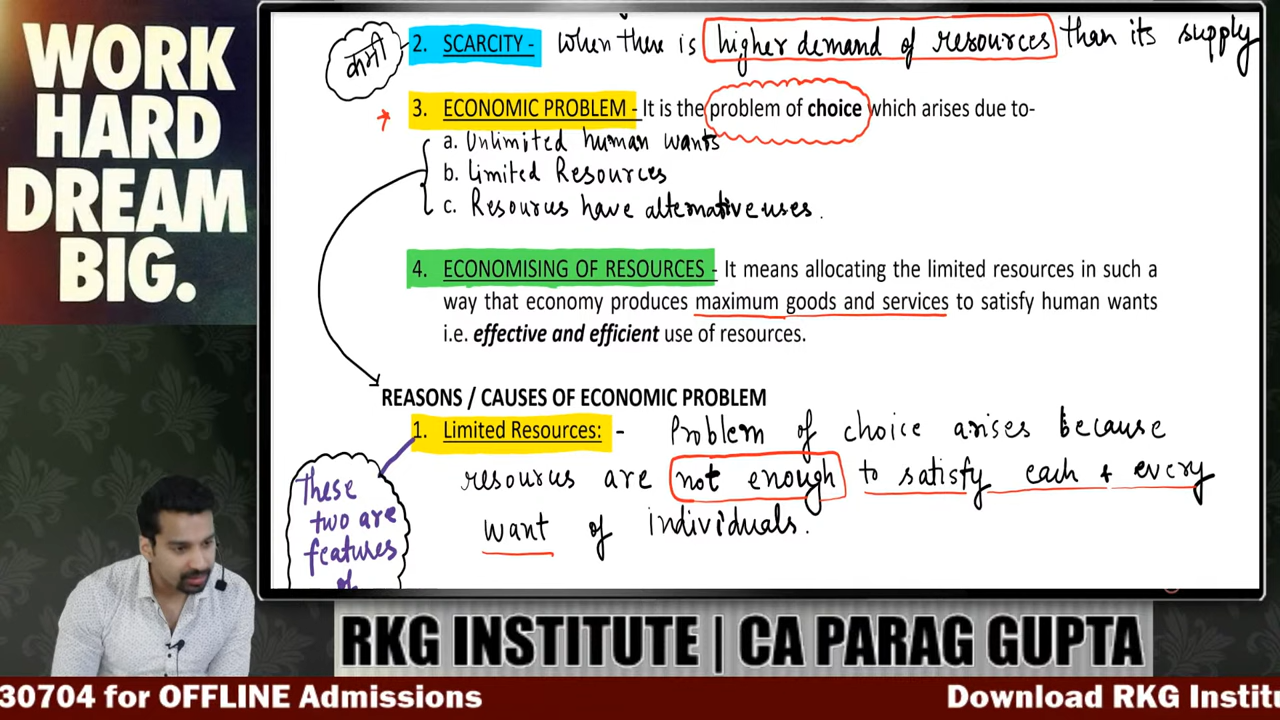 WORK
HARD
DREAM
BIG.
कमी
2. SCARCITY - When there is higher demand of resources than its supply
3. ECONOMIC PROBLEM - It is the problem of choice which arises due to-
a. Unlimited human wants
b. Limited Resources
c. Resources have alternative uses.
4. ECONOMISING OF RESOURCES - It means allocating the limited resources in such a
way that economy produces maximum goods and services to satisfy human wants
i.e. effective and efficient use of resources.
REASONS / CAUSES OF ECONOMIC PROBLEM
1. Limited Resources: - Problem of choice arises because
resources are not enough to satisfy each & every
want of individuals.
These
two are
features
of
RKG INSTITUTE | CA PARAG GUPTA
30704 for OFFLINE Admissions
Download RKG Institu